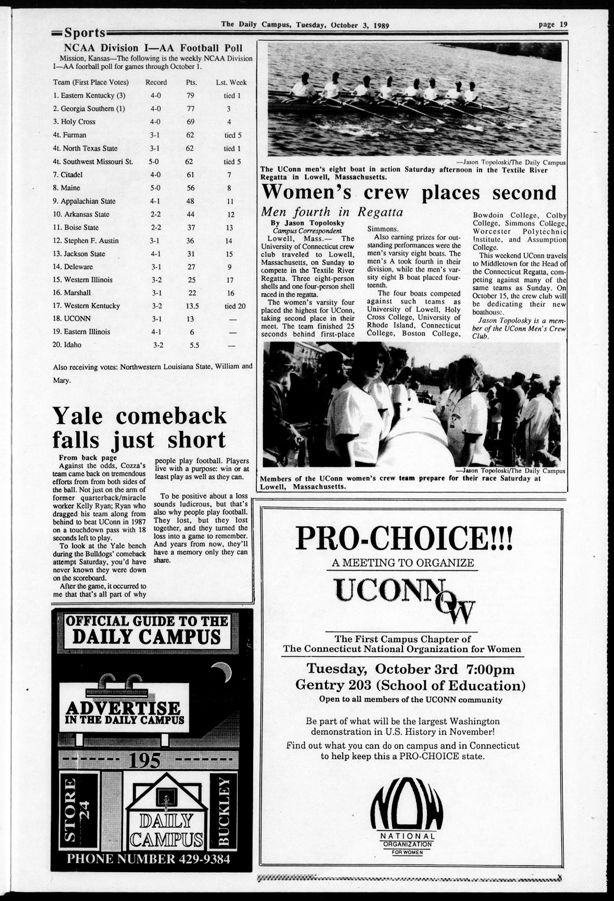 The Daily Campus, Tuesday, October 3, 1989
page 19
Sports
NCAA Division I—AA Football Poll
Mission, Kansas—The following is the weekly NCAA Division
I—AA foorball poll for games through October 1.
Team (First Place Votes) Record Pts. Lst. Week
1. Eastern Kentucky (3) 4-0 79 tied 1
2. Georgia Southern (1) 4-0 77 3
3. Holy Cross 4-0 69 4
4t. Furman 3-1 62 tied 5
4t. North Texas State 3-1 62 tied 1
4t. Southwest Missouri St. 5-0 62 tied 5
7. Citadel 4-0 61 7
8. Maine 5-0 56 8
9. Appalachian State 4-1 48 11
10. Arkansas State 2-2 44 12
11. Boise State 2-2 37 13
12. Stephen F. Austin 3-1 36 14
13. Jackson State 4-1 31 15
14. Deleware 3-1 27 9
15. Western Illinois 3-2 25 17
16. Marshall 3-1 22 16
17. Western Kentucky 3-2 13.5 tied 20
18. UCONN 3-1 13 —
19. Eastern Illinois 4-1 6 —
20. Idaho 3-2 5.5 —
Also receiving votes: Northwestern Louisiana State, William and
Mary.
Yale comeback
falls just short
From back page
Against the odds, Cozza's
team came back on tremendous
efforts from from both sides of
the ball. Not just on the arm of
former quarterback/miracle
worker Kelly Ryan; Ryan who
dragged his team along from
behind to beat UConn in 1987
on a touchdown pass with 18
seconds left to play.
To look at the Yale bench
during the Bulldogs' comeback
attempt Saturday, you'd have
never known they were down
on the scoreboard.
After the game, it occurred to
me that that's all part of why
people play football. Players
live with a purpose: win or at
least play as well as they can.
To be positive about a loss
sounds ludicrous, but that's
also why people play football.
They lost, but they lost
together, and they turned the
loss into a game to remember.
And years from now, they'll
have a memory only they can
share.
—Jason Topoloski/The Daily Campus
The UConn men's eight boat in action Saturday afternoon in the Textile River
Regatta in Lowell, Massachusetts.
Women's crew places second
Men fourth in Regatta
By Jason Topolosky
Campus Correspondent
Lowell, Mass.— The
University of Connecticut crew
club traveled to Lowell,
Massachusetts, on Sunday to
compete in the Textile River
Regatta. Three eight-person
shells and one four-person shell
raced in the regatta.
The women's varsity four
placed the highest for UConn,
taking second place in their
meet. The team finished 25
seconds behind first-place
Simmons.
Also earning prizes for out-
standing performances were the
men's varsity eight boats. The
men's A took fourth in their
division, while the men's var-
sity eight B boat placed four-
teenth.
The four boats competed
against such teams as
University of Lowell, Holy
Cross College, University of
Rhode Island, Connecticut
College, Boston College,
Bowdoin College, Colby
College, Simmons College,
Worcester Polytechnic
Institute, and Assumption
College.
This weekend UConn travels
to Middletown for the Head of
the Connecticut Regatta, com-
peting against many of the
same teams as Sunday. On
October 15, the crew club will
be dedicating their new
boathouse.
Jason Topolosky is a mem-
ber of the UConn Men's Crew
Club.
—Jason Topoloski/The Daily Campus
Members of the UConn women's crew team prepare for their race Saturday at
Lowell, Massachusetts.
OFFICIAL GUIDE TO THE
DAILY CAMPUS
ADVERTISE
IN THE DAILY CAMPUS
195
STORE
24
DAILY
CAMPUS
BUCKLEY
PHONE NUMBER 429-9384
PRO-CHOICE!!!
A MEETING TO ORGANIZE
UCONNOW
The First Campus Chapter of
The Connecticut National Organization for Women
Tuesday, October 3rd 7:00pm
Gentry 203 (School of Education)
Open to all members of the UCONN community
Be part of what will be the largest Washington
demonstration in U.S. History in November!
Find out what you can do on campus and in Connecticut
to help keep this a PRO-CHOICE state.
NOW
NATIONAL
ORGANIZATION
FOR WOMEN